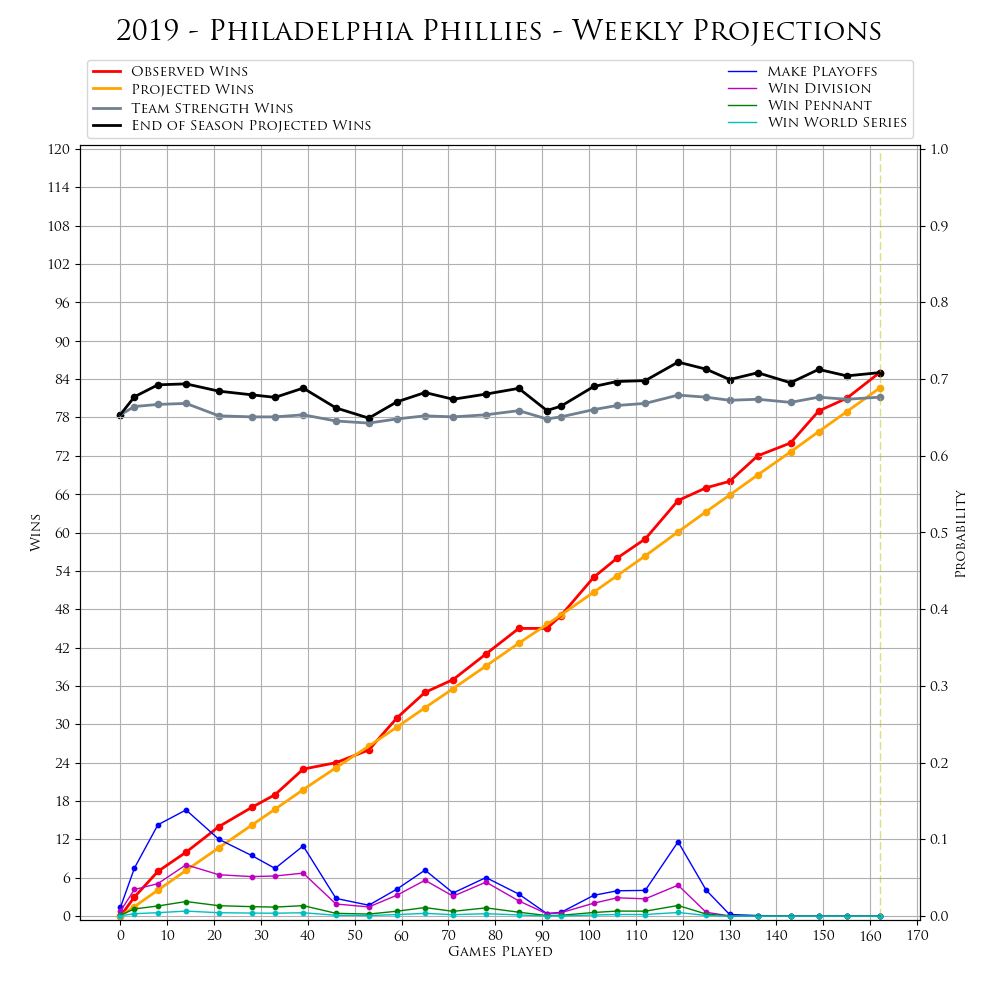 2019 - Philadelphia Phillies - Weekly Projections
Observed Wins
Projected Wins
Team Strength Wins
End of Season Projected Wins
Make Playoffs
Win Division
Win Pennant
Win World Series
120
114
108
102
96
90
84
78
72
66
60
54
48
42
36
30
24
18
12
6
0
Wins
1.0
0.9
0.8
0.7
0.6
0.5
0.4
0.3
0.2
0.1
0.0
Probability
0 10 20 30 40 50 60 70 80 90 100 110 120 130 140 150 160 170
Games Played